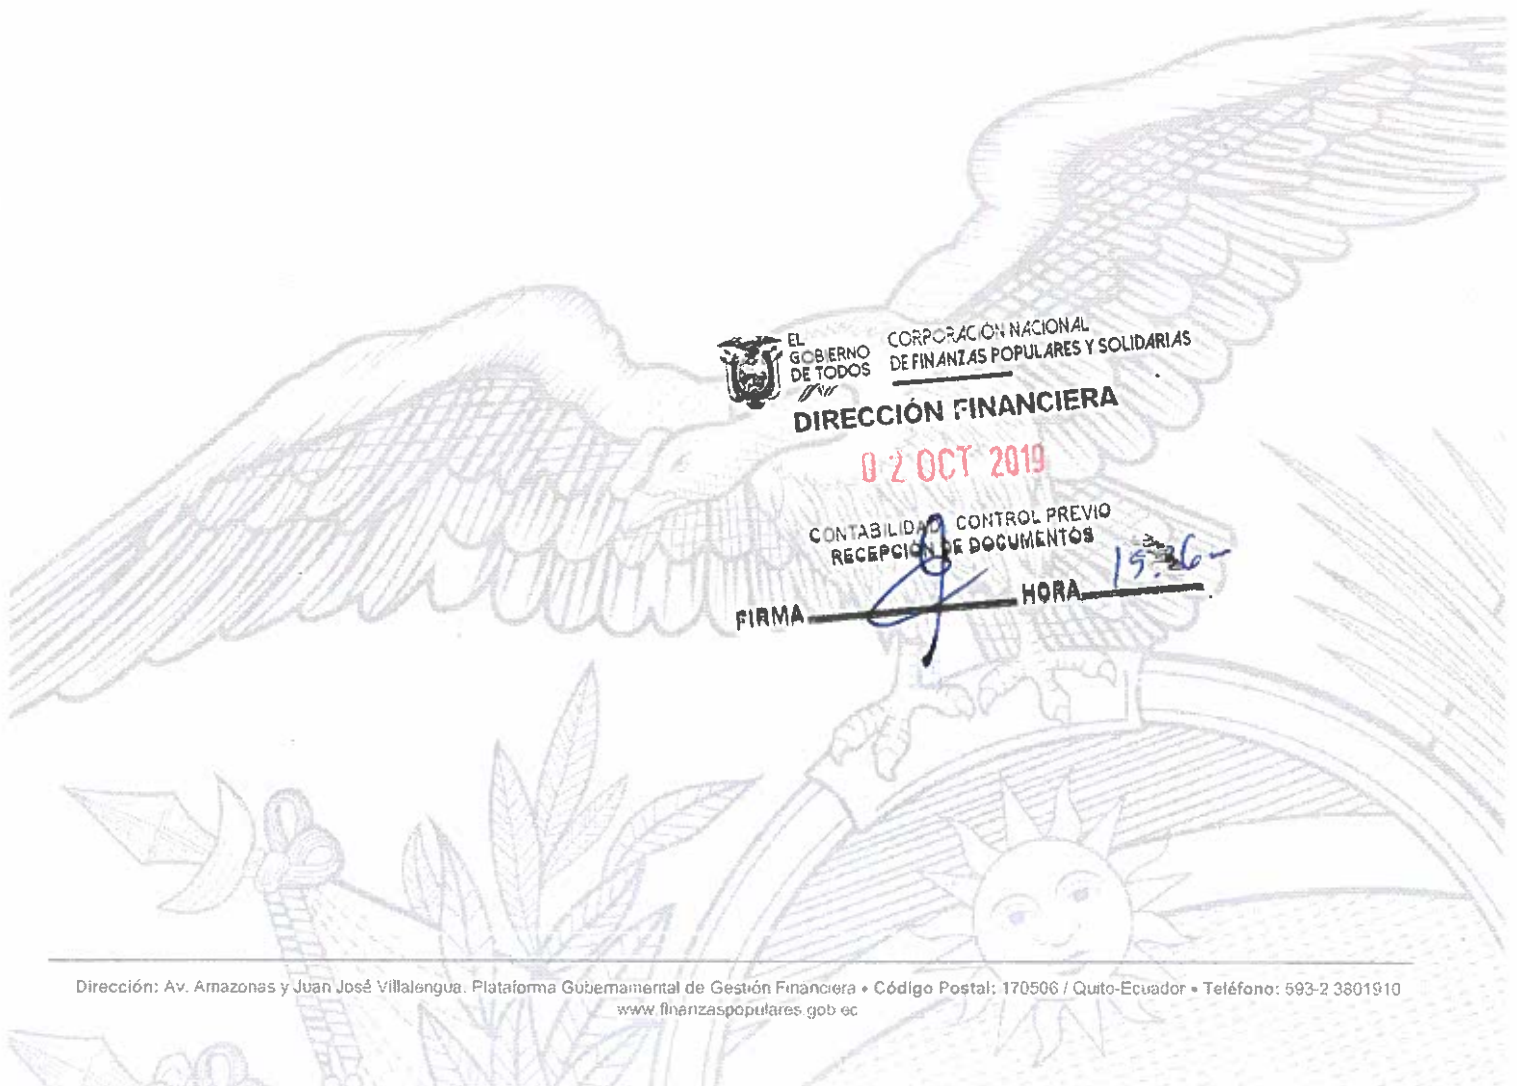 EL
GOBIERNO
DE TODOS
CORPORACIÓN NACIONAL
DE FINANZAS POPULARES Y SOLIDARIAS
DIRECCIÓN FINANCIERA
02 OCT 2019
CONTABILIDAD CONTROL PREVIO
RECEPCIÓN DE DOCUMENTOS
FIRMA HORA
Dirección: Av. Amazonas y Juan José Villalengua. Plataforma Gubernamental de Gestión Financiera • Código Postal: 170506 / Quito-Ecuador • Teléfono: 593-2 3801910
www.finanzaspopulares.gob.ec